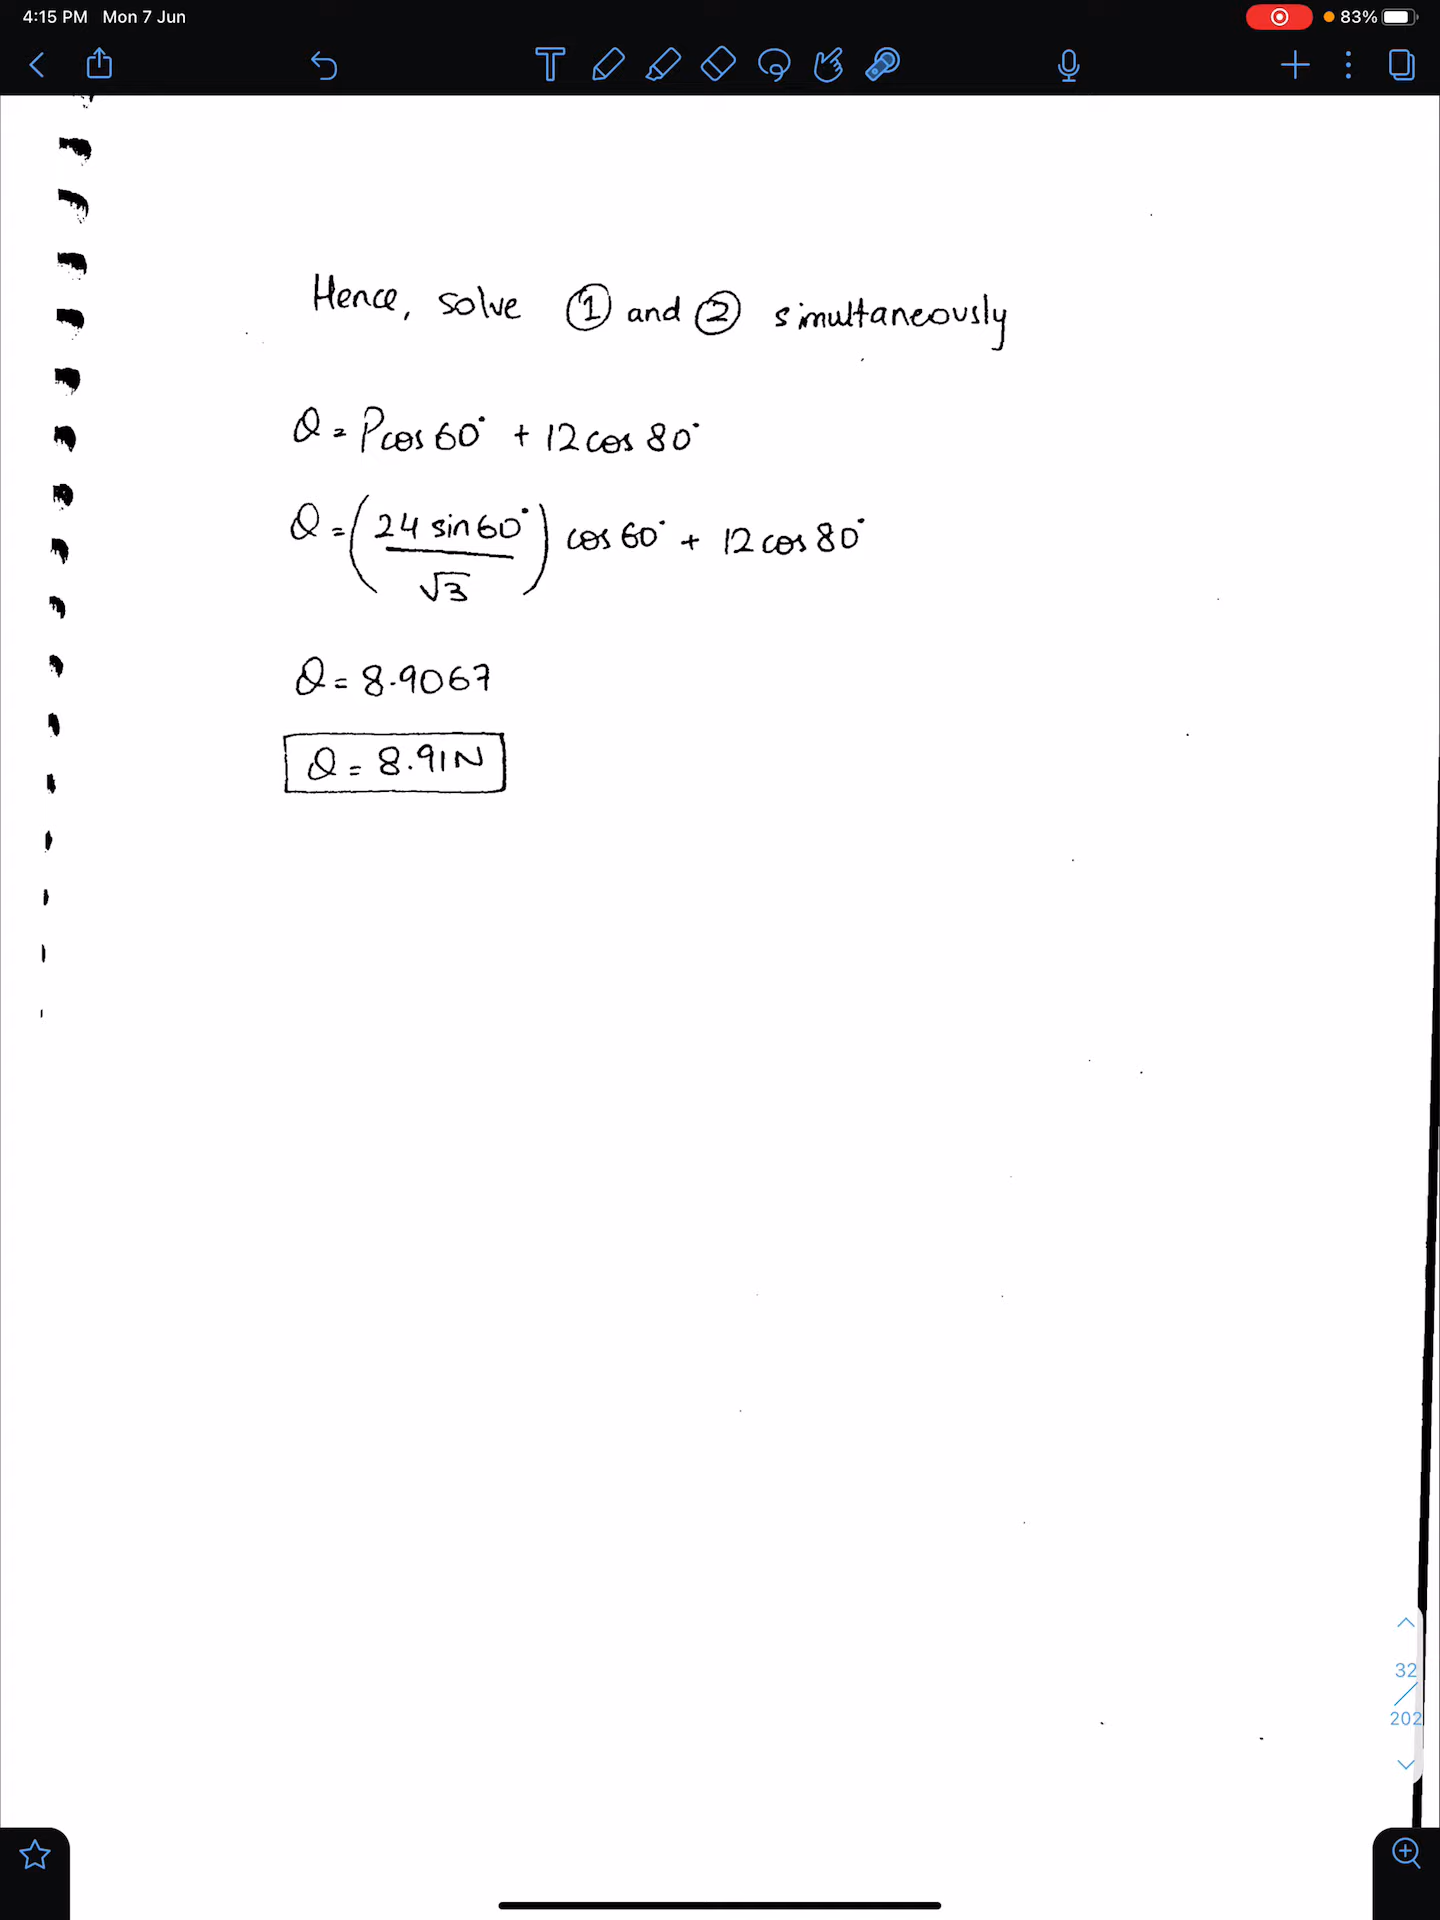 4:15 PM Mon 7 Jun 83%
Hence, solve ① and ② simultaneously
Q = Pcos 60° + 12 cos 80°
Q = (24 sin 60° / √3) cos 60° + 12 cos 80°
Q = 8.9067
Q = 8.91N
32
202